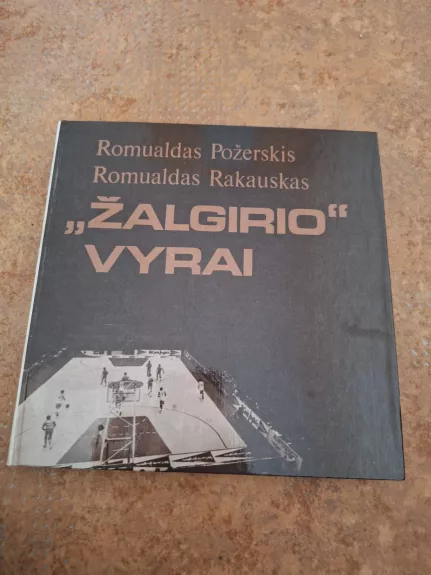 Romualdas Požerskis
Romualdas Rakauskas
„ŽALGIRIO“
VYRAI